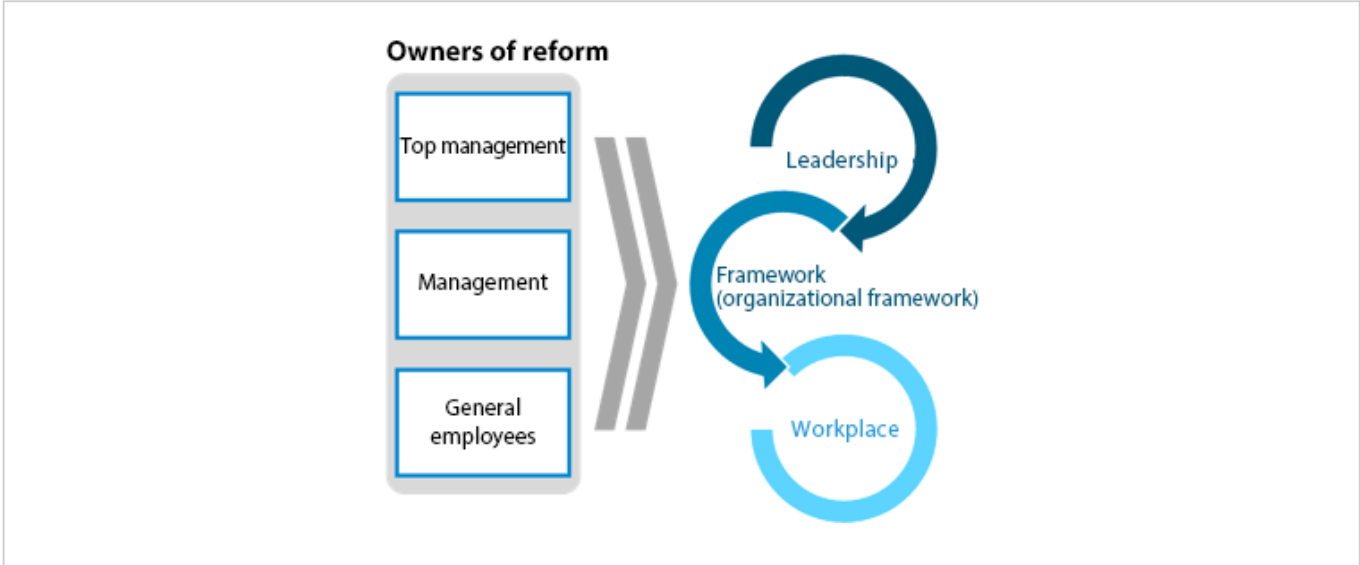 Owners of reform
Top management
Management
General
employees
Leadership
Framework
(organizational framework)
Workplace